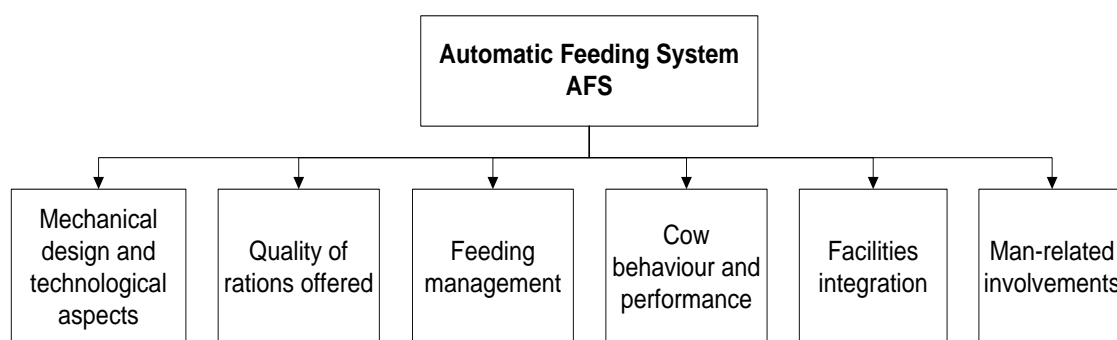 Automatic Feeding System
AFS
Mechanical
design and
technological
aspects
Quality of
rations offered
Feeding
management
Cow
behaviour and
performance
Facilities
integration
Man-related
involvements